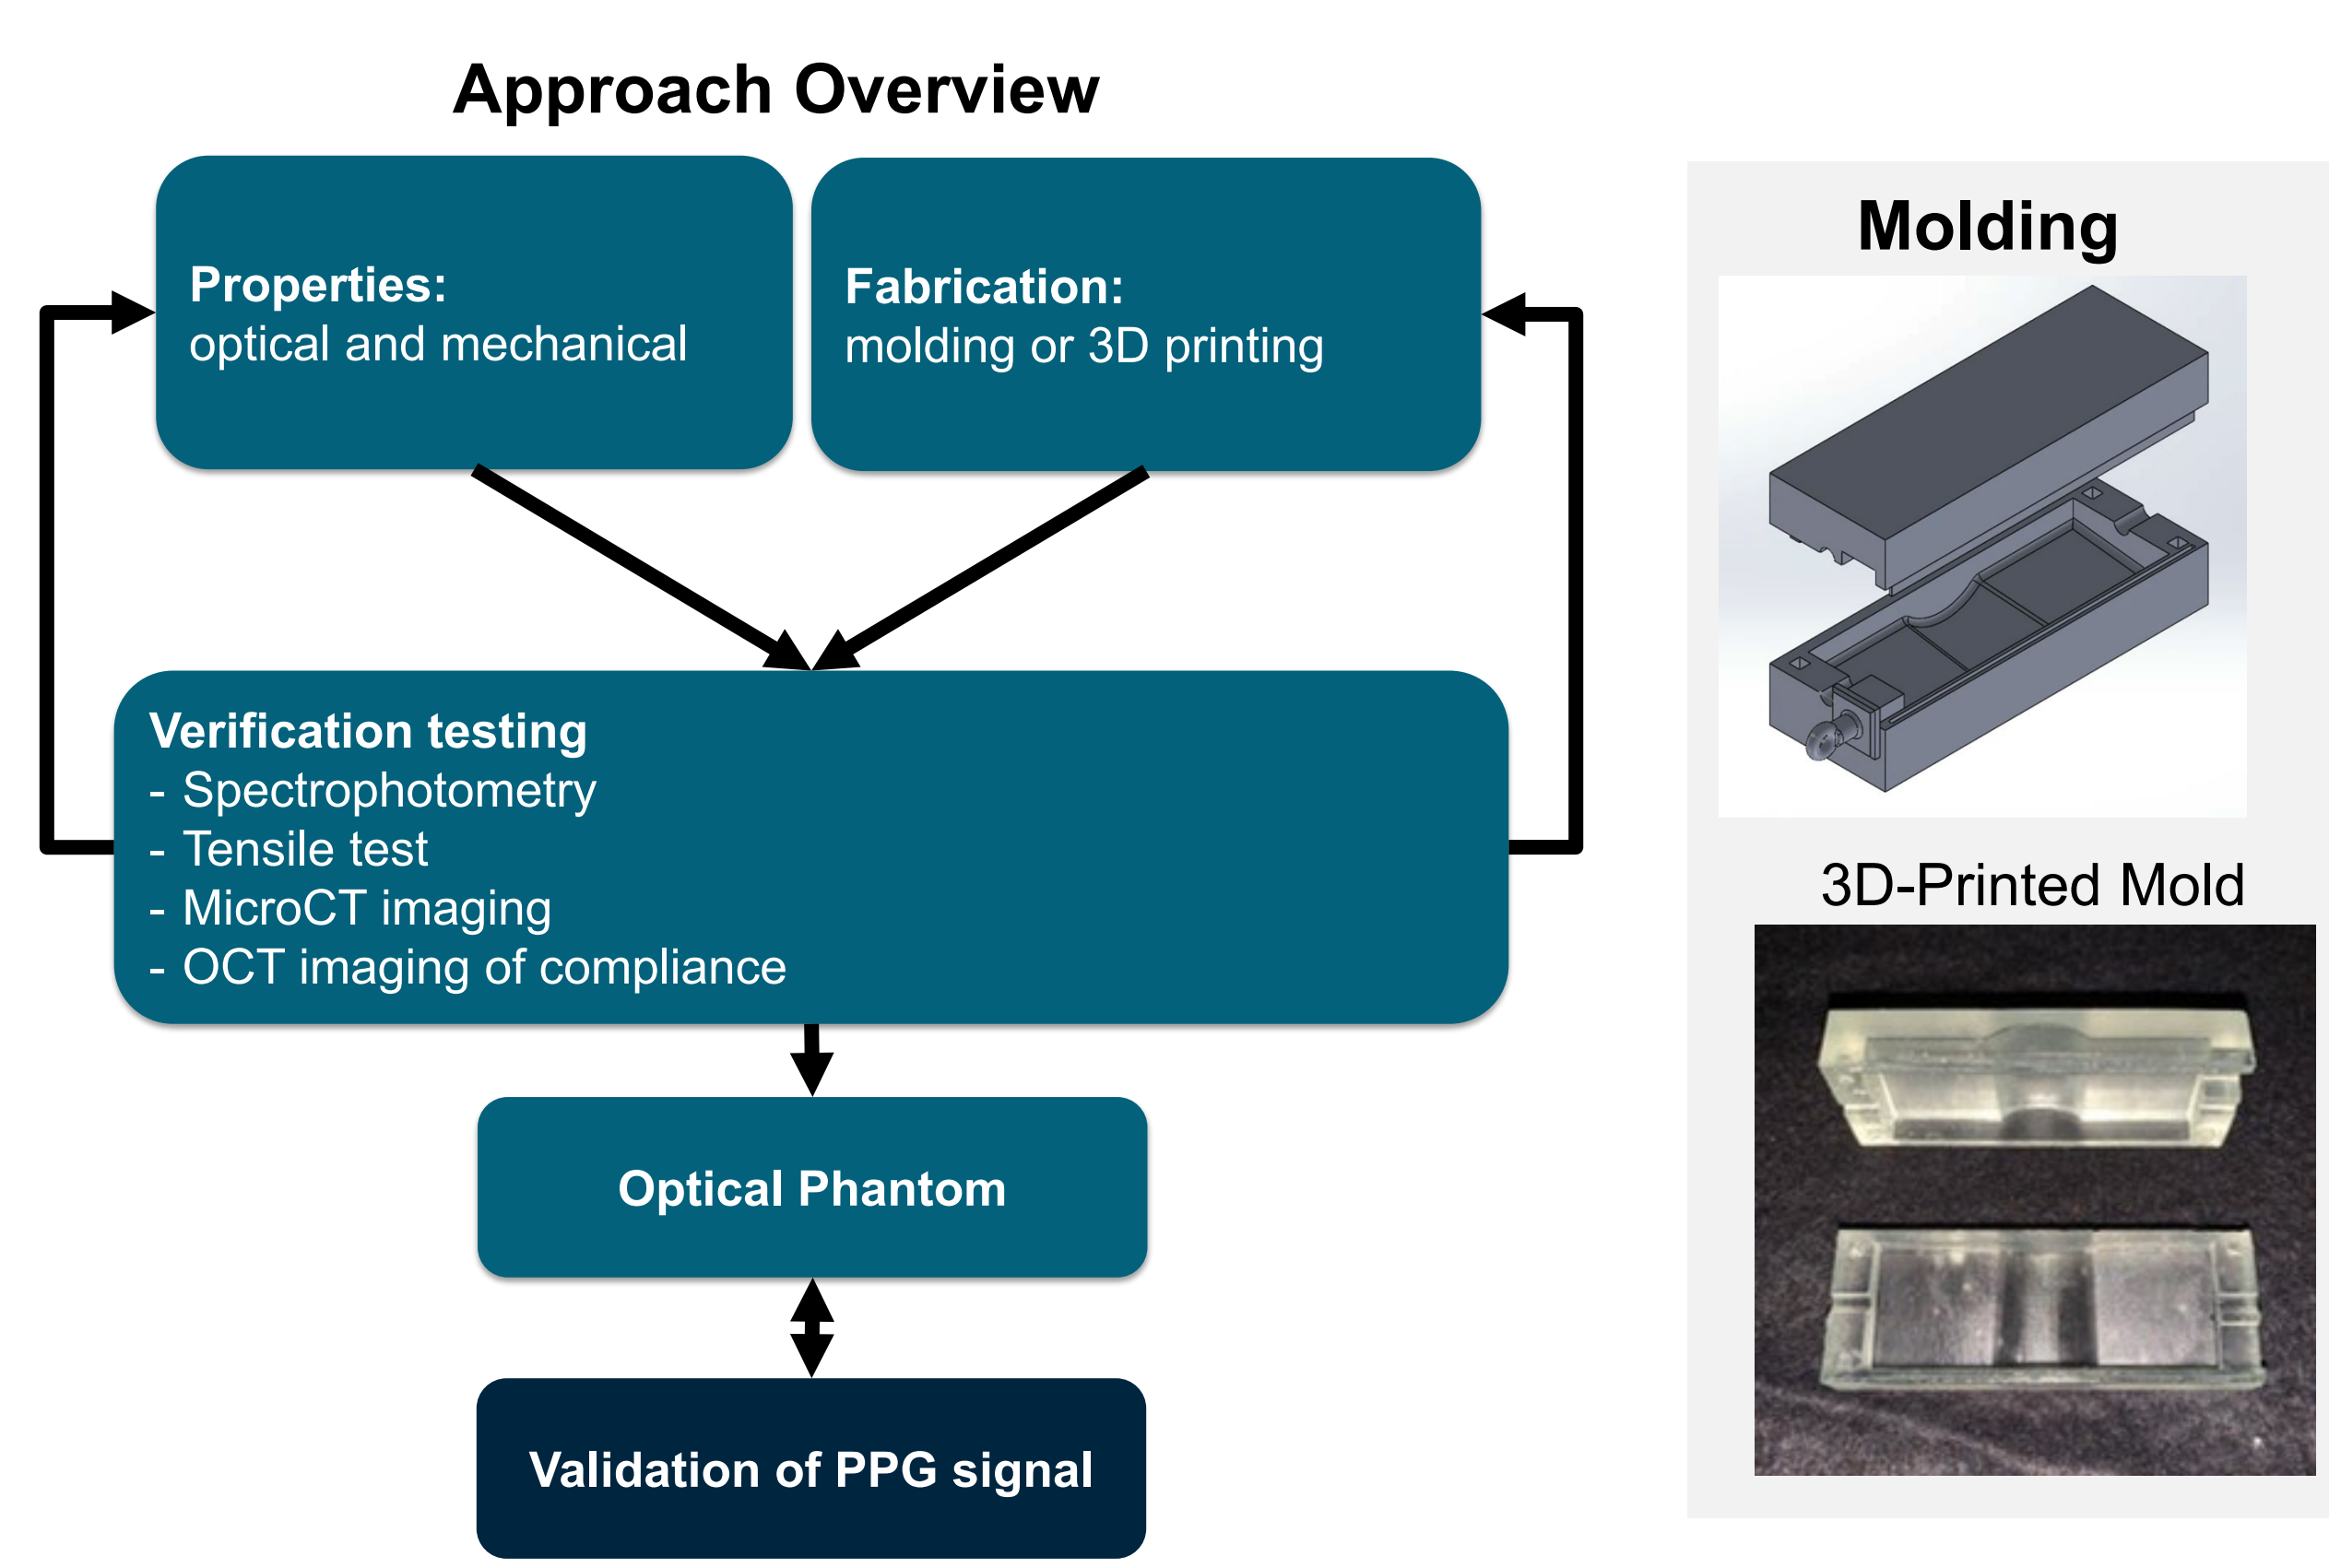 Approach Overview
Properties:
optical and mechanical
Fabrication:
molding or 3D printing
Verification testing
- Spectrophotometry
- Tensile test
- MicroCT imaging
- OCT imaging of compliance
Optical Phantom
Validation of PPG signal
Molding
3D-Printed Mold